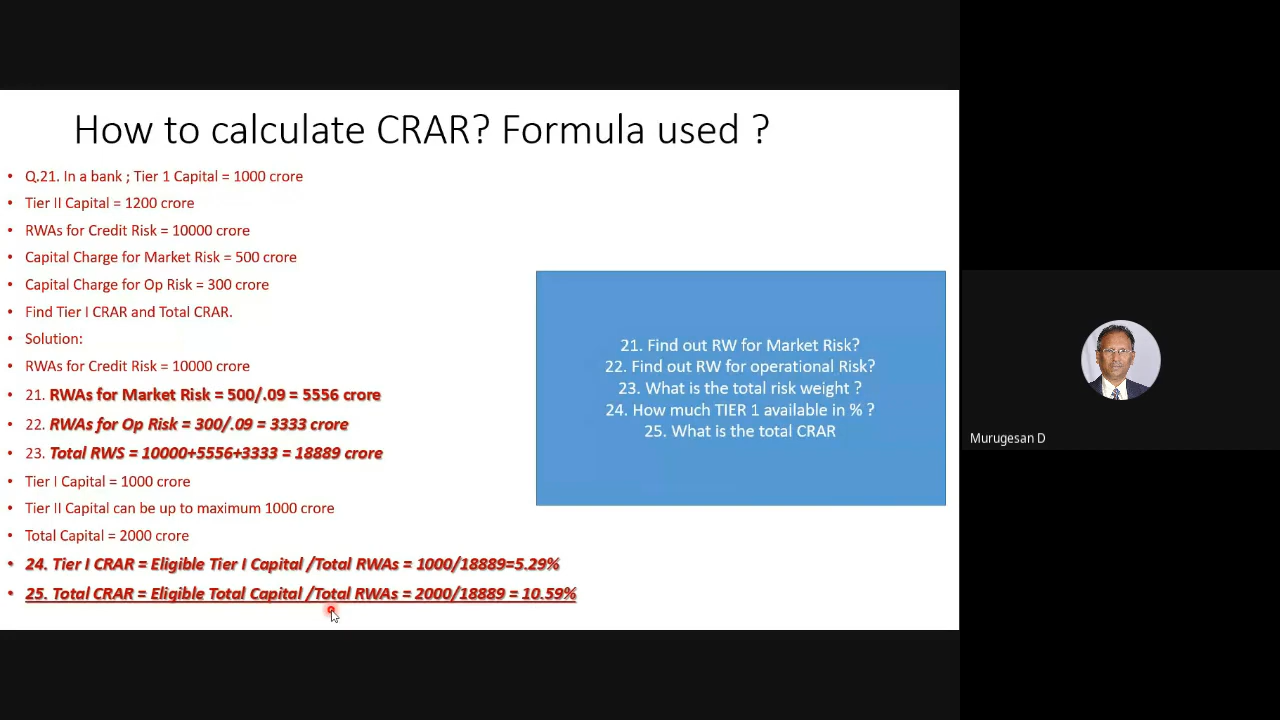 How to calculate CRAR? Formula used ?
• Q.21. In a bank ; Tier 1 Capital = 1000 crore
• Tier II Capital = 1200 crore
• RWAs for Credit Risk = 10000 crore
• Capital Charge for Market Risk = 500 crore
• Capital Charge for Op Risk = 300 crore
• Find Tier I CRAR and Total CRAR.
• Solution:
• RWAs for Credit Risk = 10000 crore
• 21. RWAs for Market Risk = 500/.09 = 5556 crore
• 22. RWAs for Op Risk = 300/.09 = 3333 crore
• 23. Total RWS = 10000+5556+3333 = 18889 crore
• Tier I Capital = 1000 crore
• Tier II Capital can be up to maximum 1000 crore
• Total Capital = 2000 crore
• 24. Tier I CRAR = Eligible Tier I Capital /Total RWAs = 1000/18889=5.29%
• 25. Total CRAR = Eligible Total Capital /Total RWAs = 2000/18889 = 10.59%
21. Find out RW for Market Risk?
22. Find out RW for operational Risk?
23. What is the total risk weight ?
24. How much TIER 1 available in % ?
25. What is the total CRAR
Murugesan D